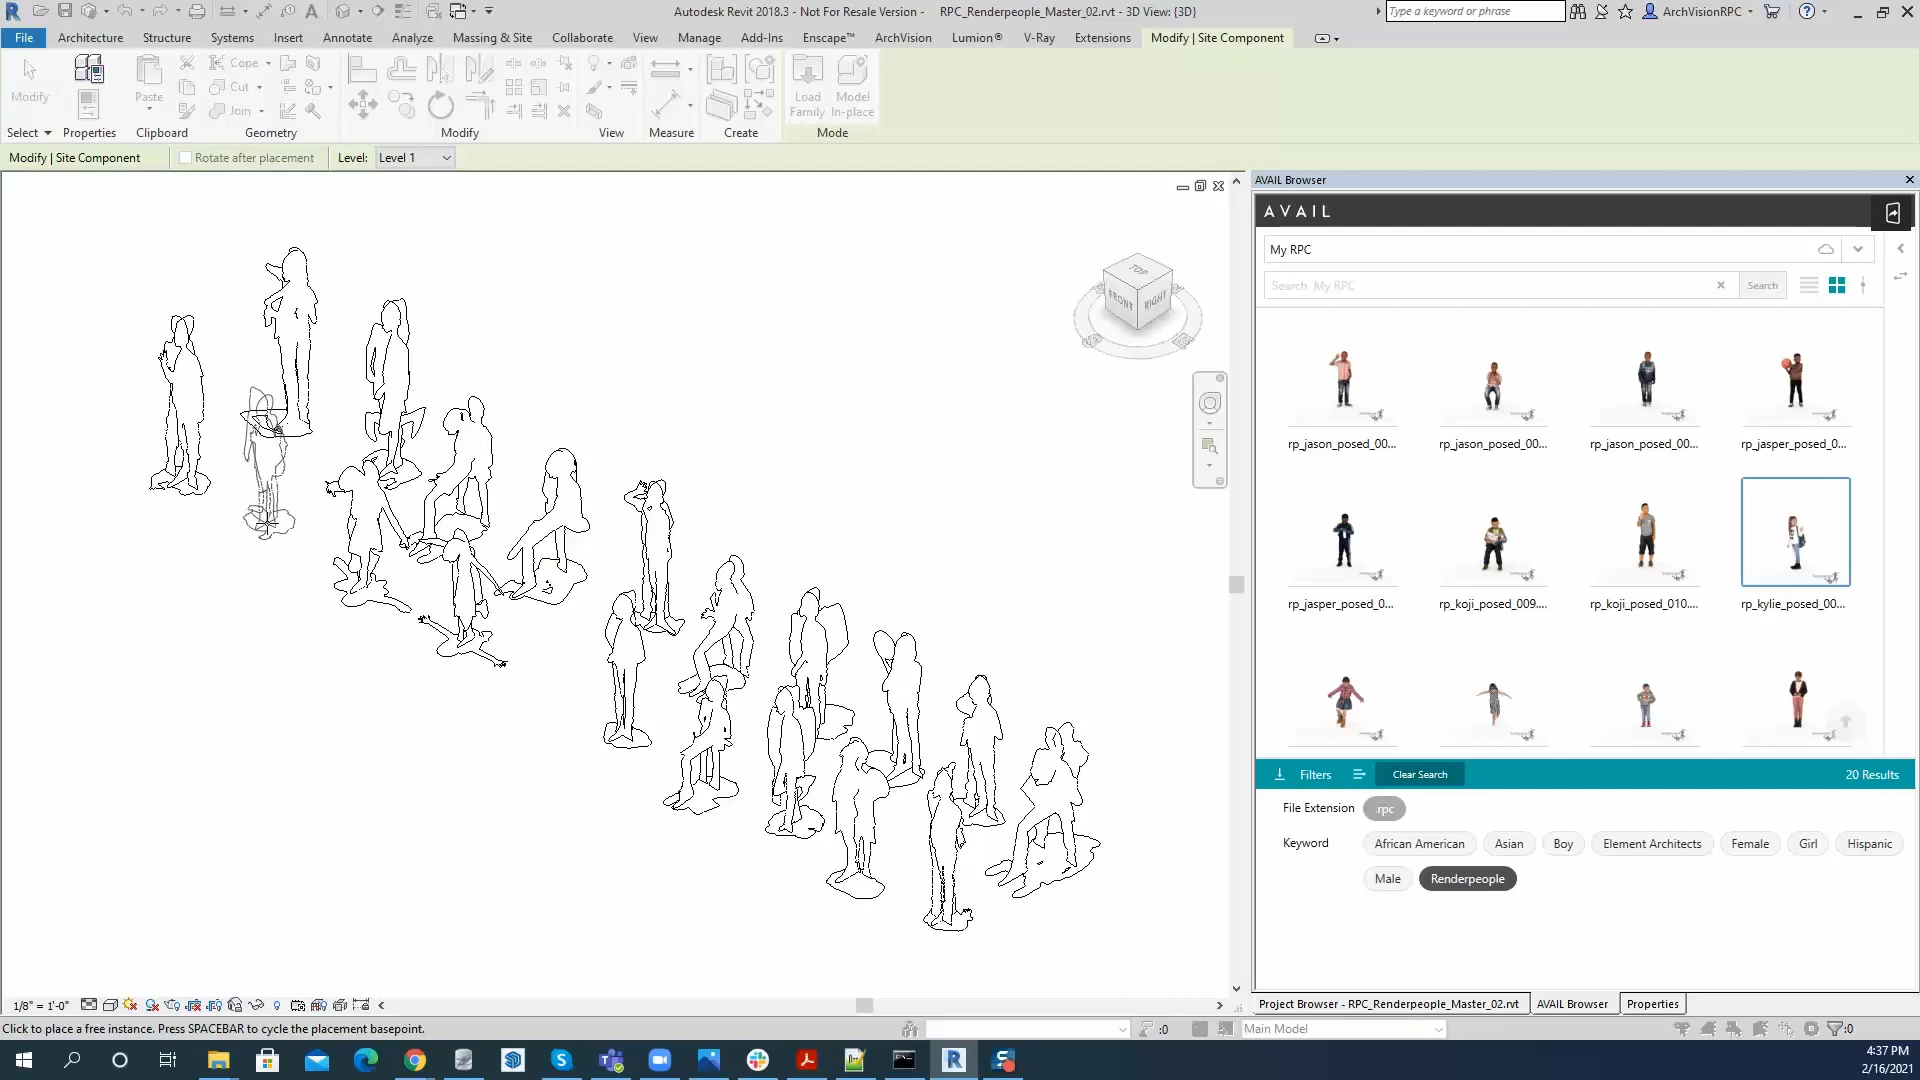 Autodesk Revit 2018.3 - Not For Resale Version - RPC_Renderpeople_Master_02.rvt - 3D View: {3D}
Type a keyword or phrase
ArchVisionRPC
File Architecture Structure Systems Insert Annotate Analyze Massing & Site Collaborate View Manage Add-Ins Enscape™ ArchVision Lumion® V-Ray Extensions Modify | Site Component
Cope
Cut
Join
Modify
Paste
Load Family
Model In-place
Select Properties Clipboard Geometry Modify View Measure Create Mode
Modify | Site Component Rotate after placement Level: Level 1
AVAIL Browser
AVAIL
My RPC
Search My RPC
Search
TOP
FRONT
RIGHT
rp_jason_posed_00... rp_jason_posed_00... rp_jason_posed_00... rp_jasper_posed_0...
rp_jasper_posed_0... rp_koji_posed_009.... rp_koji_posed_010.... rp_kylie_posed_00...
Filters Clear Search 20 Results
File Extension .rpc
Keyword African American Asian Boy Element Architects Female Girl Hispanic
Male Renderpeople
1/8" = 1'-0"
Project Browser - RPC_Renderpeople_Master_02.rvt AVAIL Browser Properties
Click to place a free instance. Press SPACEBAR to cycle the placement basepoint.
:0
Main Model
:0
4:37 PM
2/16/2021